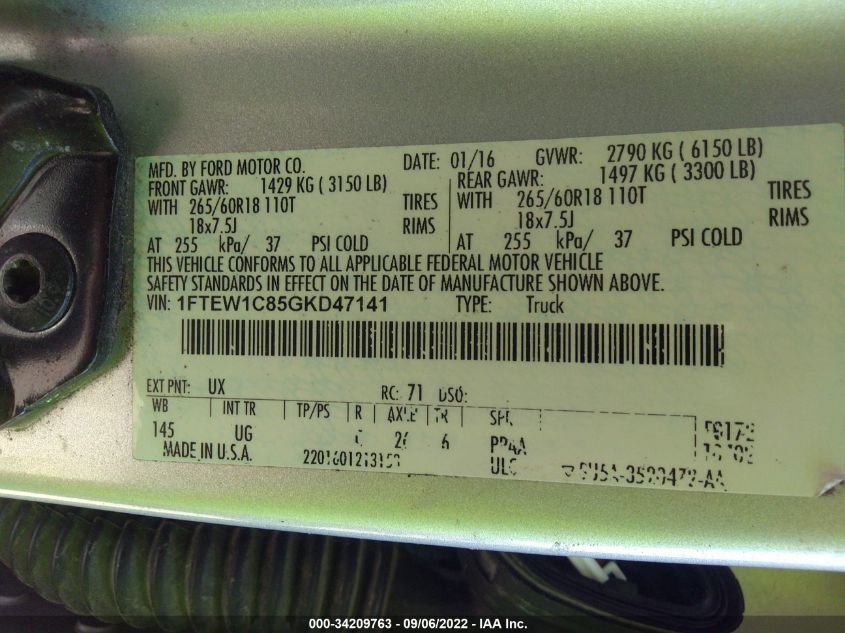 MFD. BY FORD MOTOR CO. DATE: 01/16 GVWR: 2790 KG ( 6150 LB)
FRONT GAWR: 1429 KG ( 3150 LB) REAR GAWR: 1497 KG ( 3300 LB)
WITH 265/60R18 110T TIRES WITH 265/60R18 110T TIRES
18x7.5J RIMS 18x7.5J RIMS
AT 255 kPa/ 37 PSI COLD AT 255 kPa/ 37 PSI COLD
THIS VEHICLE CONFORMS TO ALL APPLICABLE FEDERAL MOTOR VEHICLE
SAFETY STANDARDS IN EFFECT ON THE DATE OF MANUFACTURE SHOWN ABOVE.
VIN: 1FTEW1C85GKD47141 TYPE: Truck
EXT PNT: UX RC: 71 DSO:
WB INT TR TP/PS R AXLE TR SPR
145 UG 6
MADE IN U.S.A.
000-34209763 - 09/06/2022 - IAA Inc.